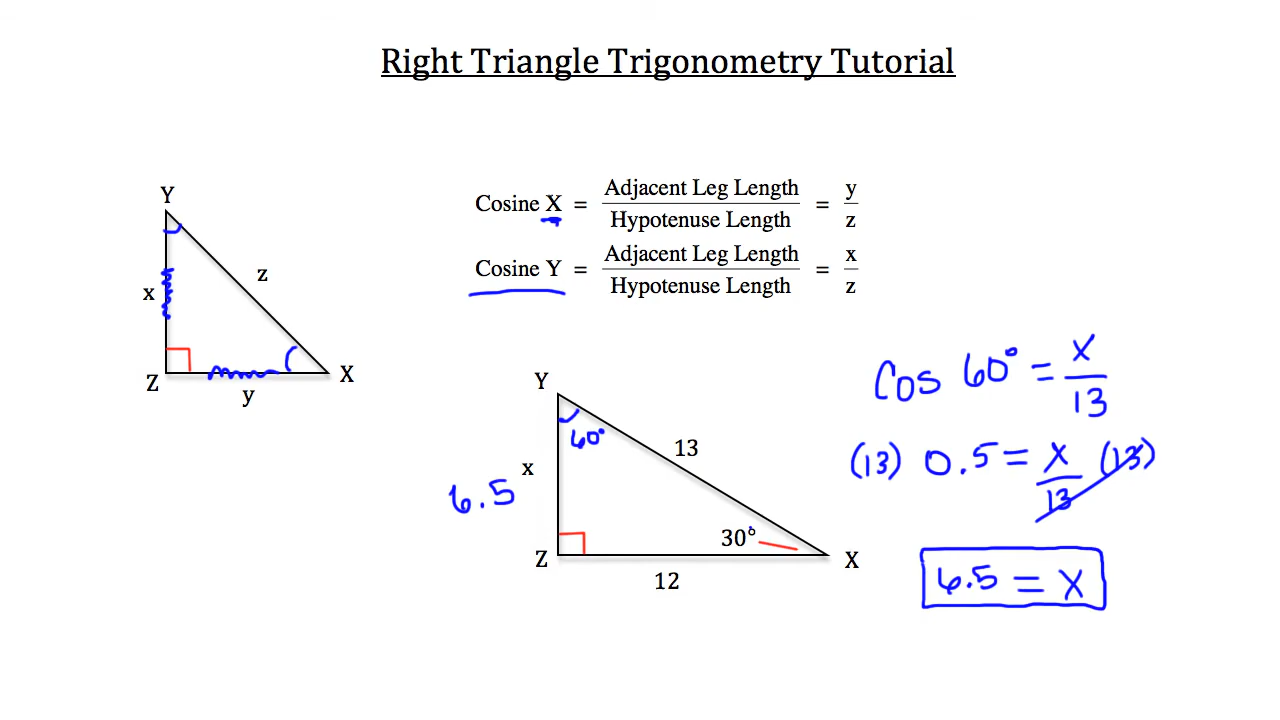 Right Triangle Trigonometry Tutorial
Y
x
z
Z
y
X
Cosine X = Adjacent Leg Length / Hypotenuse Length = y / z
Cosine Y = Adjacent Leg Length / Hypotenuse Length = x / z
Y
60°
13
x
6.5
30°
Z
X
12
Cos 60° = x / 13
(13) 0.5 = x / 13 (13)
6.5 = x